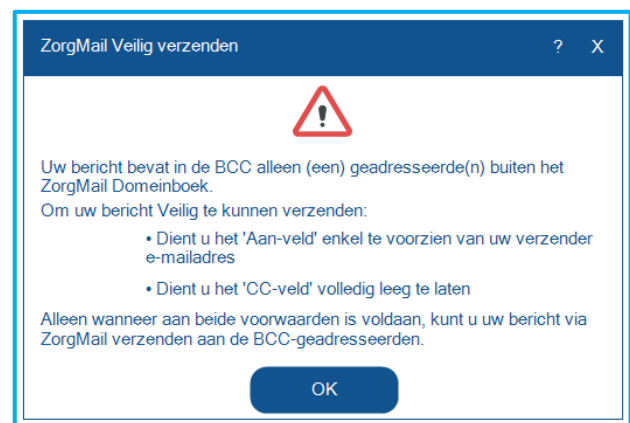 ZorgMail Veilig verzenden ? X
Uw bericht bevat in de BCC alleen (een) geadresseerde(n) buiten het
ZorgMail Domeinboek.
Om uw bericht Veilig te kunnen verzenden:
• Dient u het 'Aan-veld' enkel te voorzien van uw verzender
e-mailadres
• Dient u het 'CC-veld' volledig leeg te laten
Alleen wanneer aan beide voorwaarden is voldaan, kunt u uw bericht via
ZorgMail verzenden aan de BCC-geadresseerden.
OK